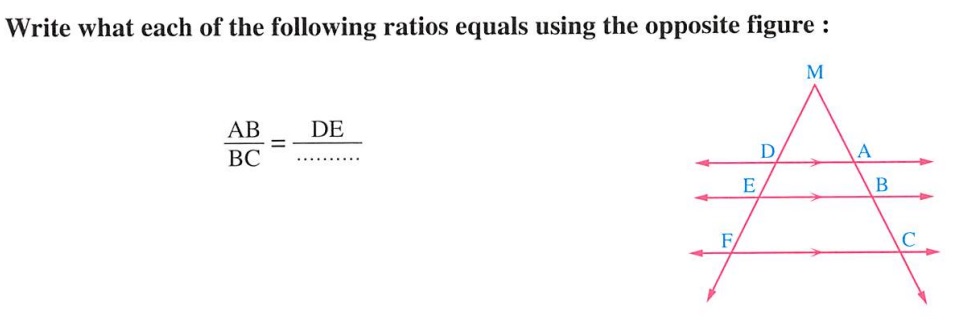 Write what each of the following ratios equals using the opposite figure :
M
AB/BC = DE/..........
D A
E B
F C